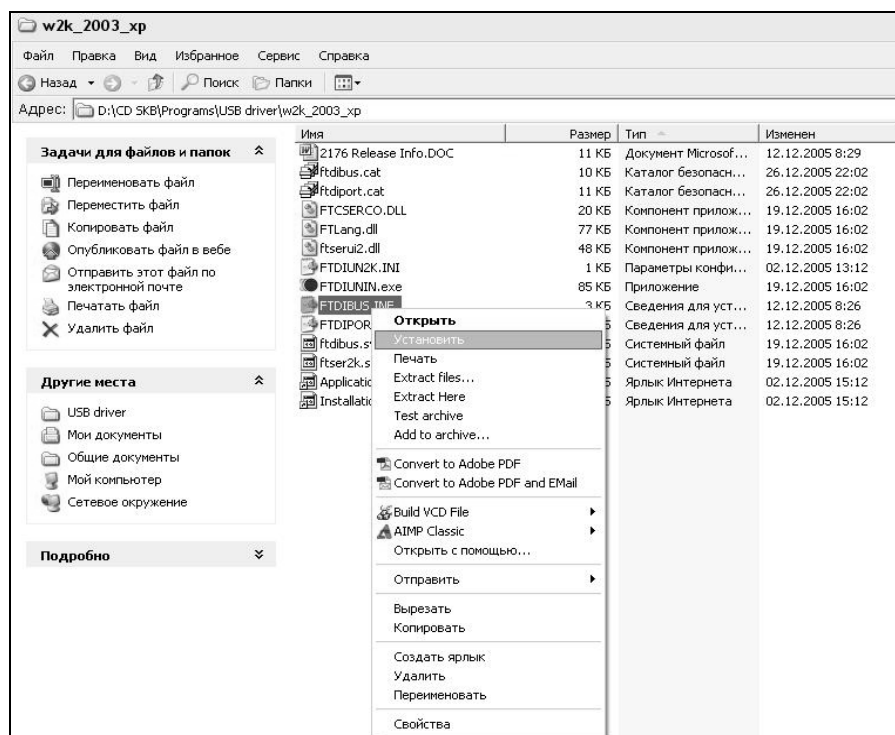 w2k_2003_xp
Файл Правка Вид Избранное Сервис Справка
Назад Поиск Папки
Адрес: D:\CD SKB\Programs\USB driver\w2k_2003_xp
Задачи для файлов и папок
Переименовать файл
Переместить файл
Копировать файл
Опубликовать файл в вебе
Отправить этот файл по
электронной почте
Печатать файл
Удалить файл
Другие места
USB driver
Мои документы
Общие документы
Мой компьютер
Сетевое окружение
Подробно
Имя Размер Тип Изменен
2176 Release Info.DOC 11 КБ Документ Microsof... 12.12.2005 8:29
ftdibus.cat 10 КБ Каталог безопасн... 26.12.2005 22:02
ftdiport.cat 11 КБ Каталог безопасн... 26.12.2005 22:02
FTCSERCO.DLL 20 КБ Компонент прилож... 19.12.2005 16:02
FTLang.dll 77 КБ Компонент прилож... 19.12.2005 16:02
ftserui2.dll 48 КБ Компонент прилож... 19.12.2005 16:02
FTDIUN2K.INI 1 КБ Параметры конфи... 02.12.2005 13:12
FTDIUNIN.exe 85 КБ Приложение 19.12.2005 16:02
FTDIBUS.INF 3 КБ Сведения для уст... 12.12.2005 8:26
FTDIPOR Б Сведения для уст... 12.12.2005 8:26
ftdibus.s Б Системный файл 19.12.2005 16:02
ftser2k.s Б Системный файл 19.12.2005 16:02
Applicatio Б Ярлык Интернета 02.12.2005 15:12
Installatio Б Ярлык Интернета 02.12.2005 15:12
Открыть
Установить
Печать
Extract files...
Extract Here
Test archive
Add to archive...
Convert to Adobe PDF
Convert to Adobe PDF and EMail
Build VCD File
AIMP Classic
Открыть с помощью...
Отправить
Вырезать
Копировать
Создать ярлык
Удалить
Переименовать
Свойства